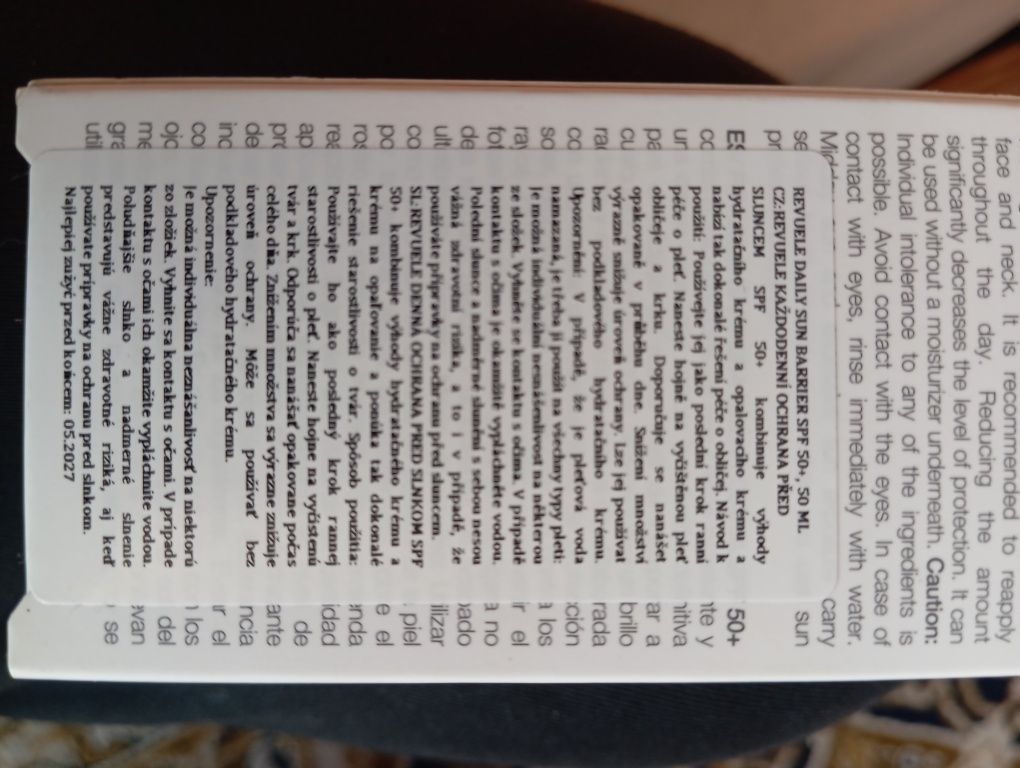 face and neck. It is recommended to reapply
throughout the day. Reducing the amount
significantly decreases the level of protection. It can
be used without a moisturizer underneath. Caution:
Individual intolerance to any of the ingredients is
possible. Avoid contact with the eyes. In case of
contact with eyes, rinse immediately with water.
carry
sun
50+
REVUELE DAILY SUN BARRIER SPF 50+, 50 ML
CZ:REVUELE KAŽDODENNÍ OCHRANA PŘED
SLUNCEM SPF 50+ kombinuje výhody
hydratačního krému a opalovacího krému a
nabízí tak dokonalé řešení péče o obličej. Návod k
použití: Používejte jej jako poslední krok ranní
péče o pleť. Naneste hojně na vyčištěnou pleť
obličeje a krku. Doporučuje se nanášet
opakovaně v průběhu dne. Snížení množství
výrazně snižuje úroveň ochrany. Lze jej používat
bez podkladového hydratačního krému.
Upozornění: V případě, že je pleťová voda
namazaná, je třeba ji použít na všechny typy pleti:
Je možná individuální nesnášenlivost na některou
ze složek. Vyhněte se kontaktu s očima. V případě
kontaktu s očima je okamžitě vypláchněte vodou.
Polední slunce a nadměrné slunění s sebou nesou
vážná zdravotní rizika, a to i v případě, že
používáte přípravky na ochranu před sluncem.
SL:REVUELE DENNÁ OCHRANA PRED SLNKOM SPF
50+ kombinuje výhody hydratačného krému a
krému na opaľovanie a ponúka tak dokonalé
riešenie starostlivosti o tvár. Spôsob použitia:
Používajte ho ako posledný krok rannej
starostlivosti o pleť. Naneste hojne na vyčistenú
tvár a krk. Odporúča sa nanášať opakovane počas
celého dňa. Znížením množstva sa výrazne znižuje
úroveň ochrany. Môže sa používať bez
podkladového hydratačného krému.
Upozornenie:
Je možná individuálna neznášanlivosť na niektorú
zo zložiek. Vyhnite sa kontaktu s očami. V prípade
kontaktu s očami ich okamžite vypláchnite vodou.
Poludňajšie slnko a nadmerné slnenie
predstavujú vážne zdravotné riziká, aj keď
používate prípravky na ochranu pred slnkom.
Najlepiej zużyć przed końcem: 05.2027